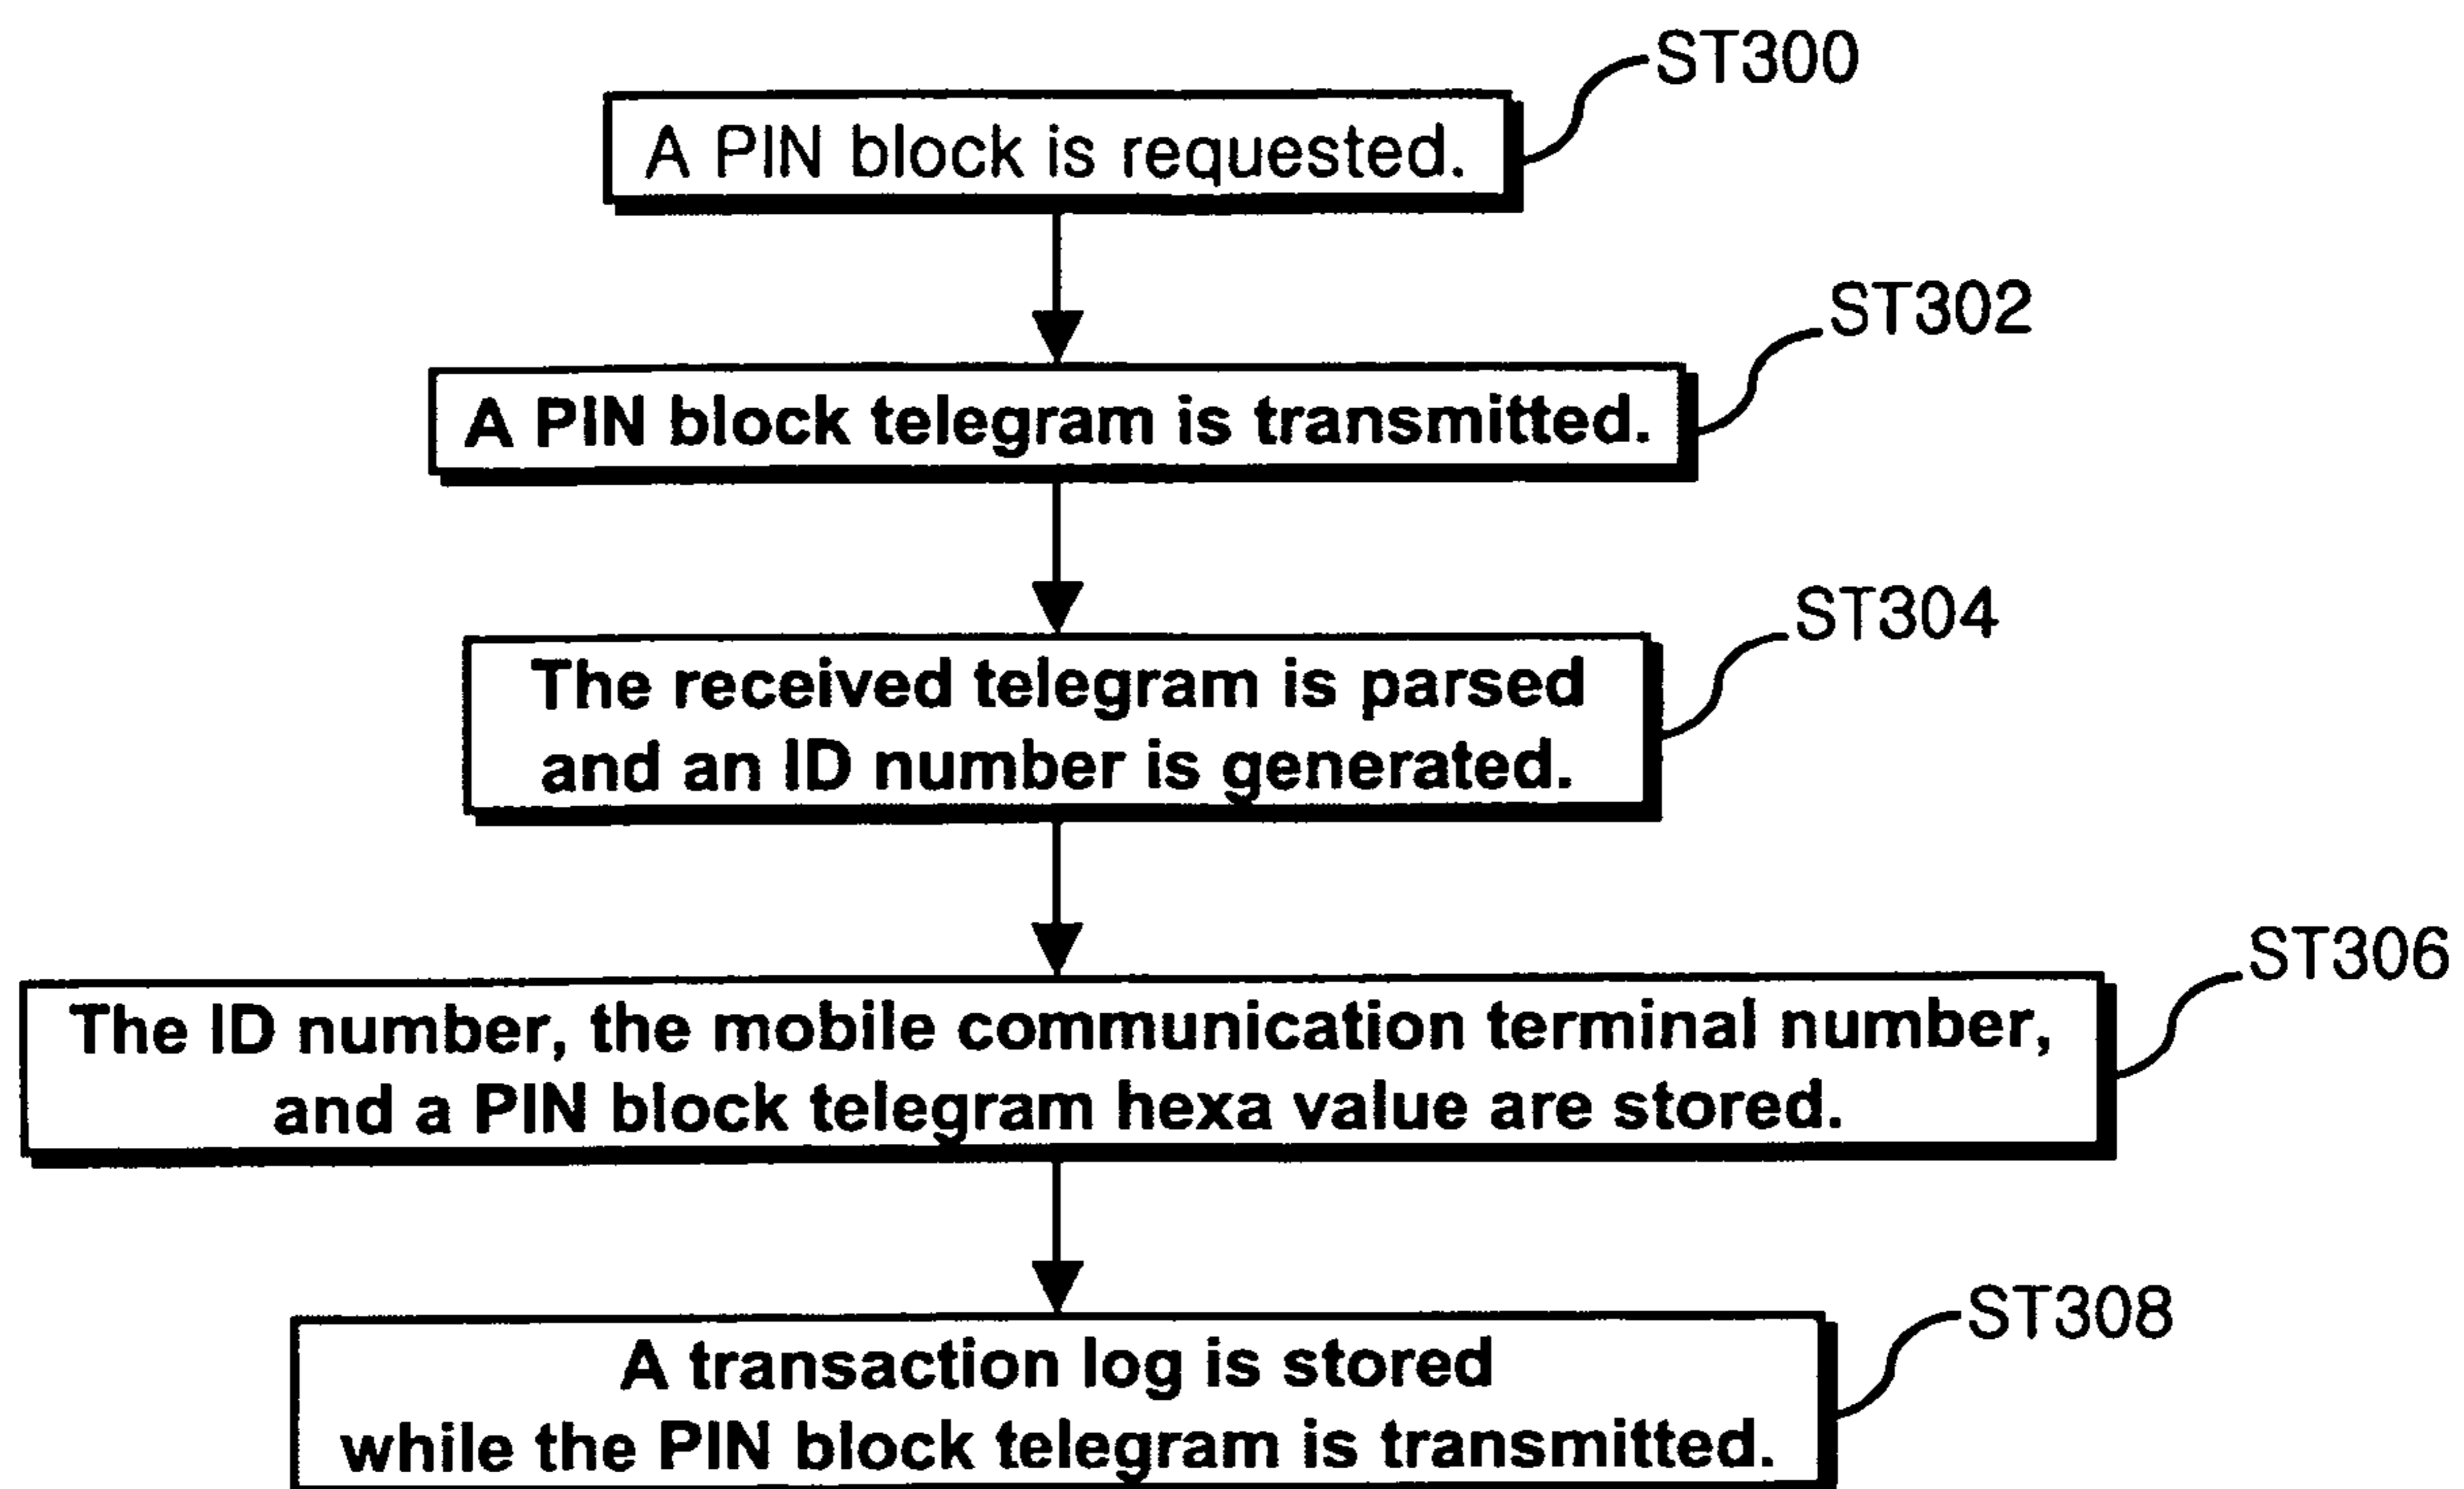 ST300
A PIN block is requested.
ST302
A PIN block telegram is transmitted.
ST304
The received telegram is parsed
and an ID number is generated.
ST306
The ID number, the mobile communication terminal number,
and a PIN block telegram hexa value are stored.
ST308
A transaction log is stored
while the PIN block telegram is transmitted.